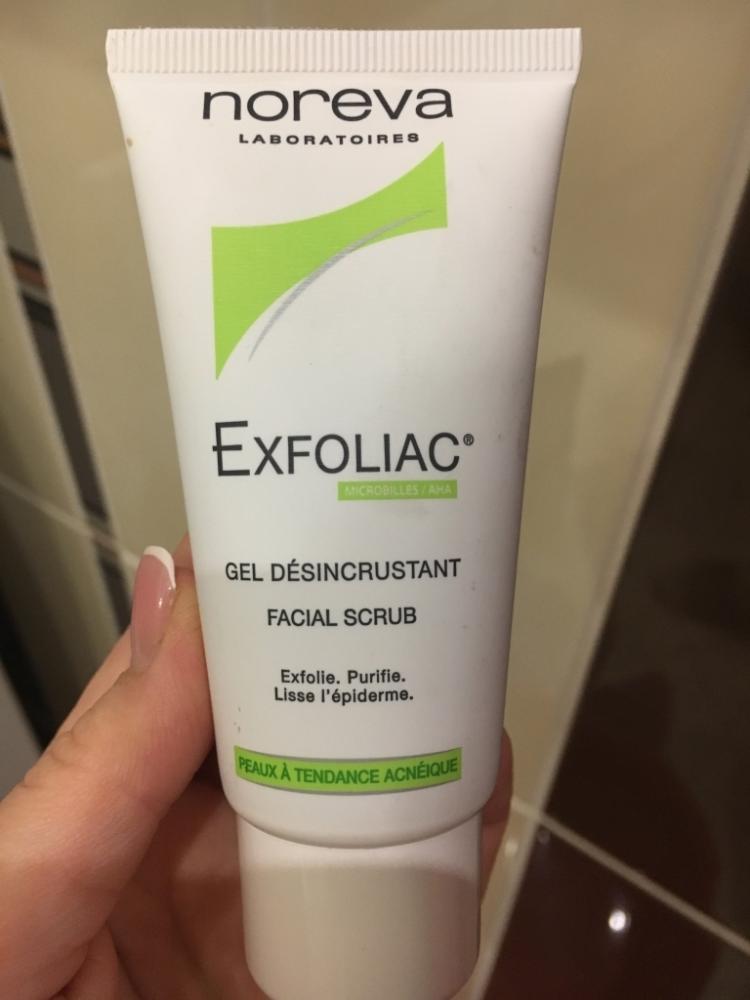 noreva
LABORATOIRES
EXFOLIAC®
MICROBILLES / AHA
GEL DÉSINCRUSTANT
FACIAL SCRUB
Exfolie. Purifie.
Lisse l'épiderme.
PEAUX À TENDANCE ACNÉIQUE